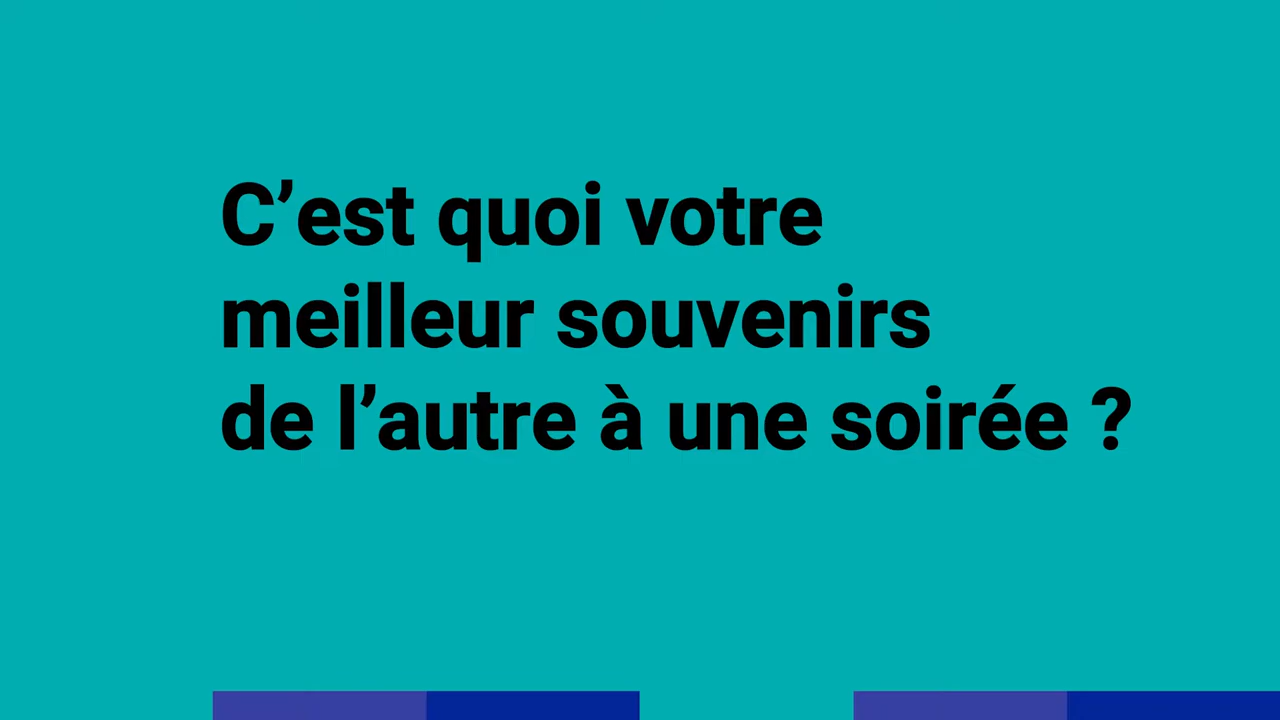 C’est quoi votre
meilleur souvenirs
de l’autre à une soirée ?